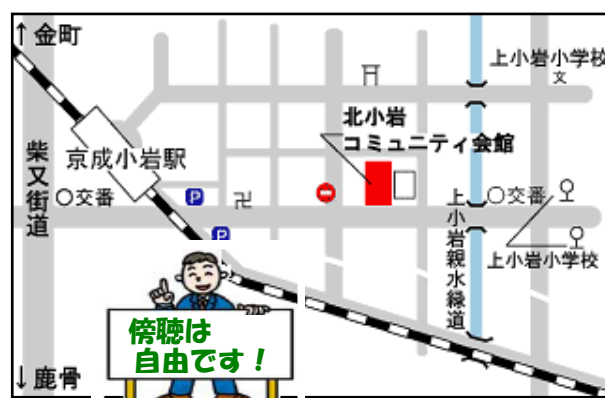 ↑金町
上小岩小学校
文
北小岩
コミュニティ会館
京成小岩駅
柴又街道
○交番
P
卍
○交番
P
上小岩親水緑道
上小岩小学校
傍聴は
自由です!
↓鹿骨